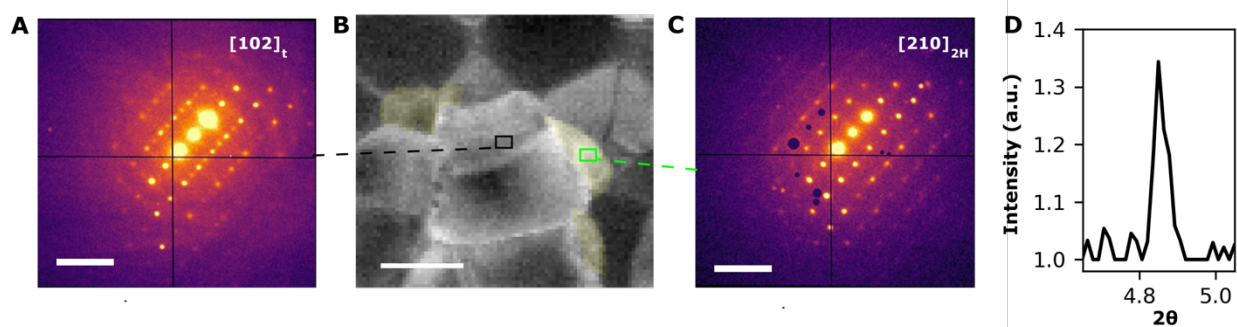 A
[102]t
B
C
[210]2H
D
Intensity (a.u.)
1.4
1.3
1.2
1.1
1.0
4.8
5.0
2θ